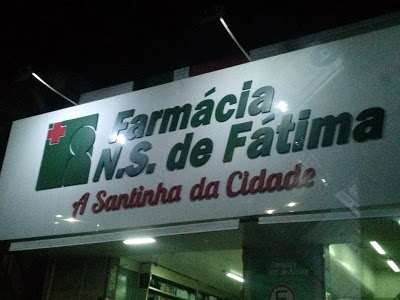 Farmácia
N.S. de Fátima
A Santinha da Cidade